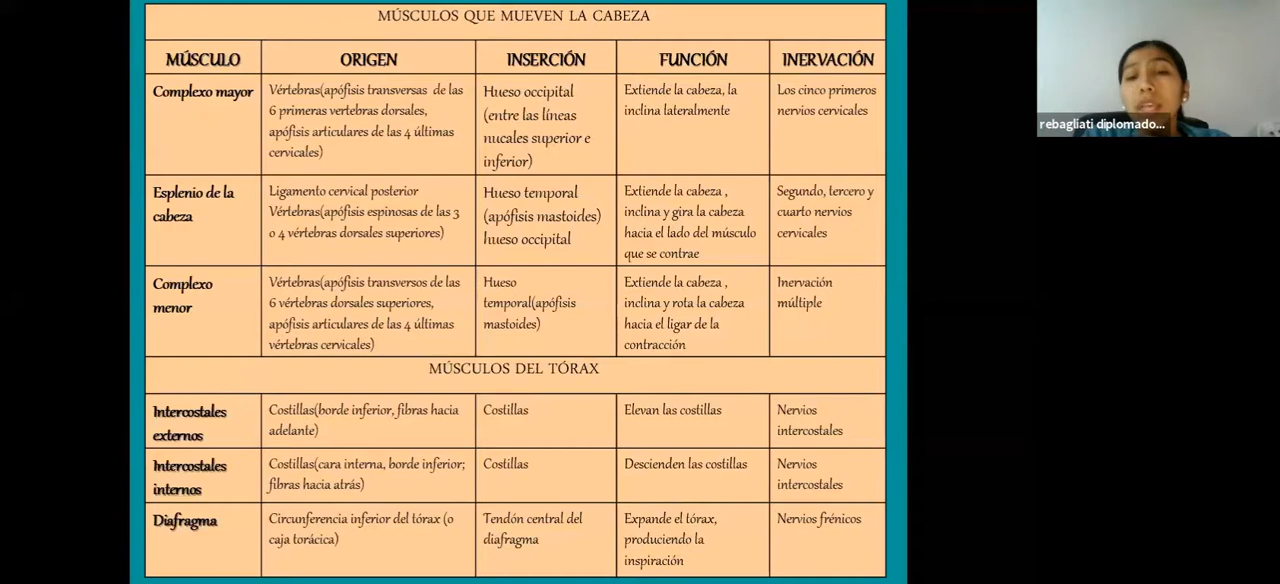 MÚSCULOS QUE MUEVEN LA CABEZA
MÚSCULO
ORIGEN
INSERCIÓN
FUNCIÓN
INERVACIÓN
Complexo mayor
Vértebras(apófisis transversas de las
6 primeras vertebras dorsales,
apófisis articulares de las 4 últimas
cervicales)
Hueso occipital
(entre las líneas
nucales superior e
inferior)
Extiende la cabeza, la
inclina lateralmente
Los cinco primeros
nervios cervicales
Esplenio de la
cabeza
Ligamento cervical posterior
Vértebras(apófisis espinosas de las 3
o 4 vértebras dorsales superiores)
Hueso temporal
(apófisis mastoides)
hueso occipital
Extiende la cabeza ,
inclina y gira la cabeza
hacia el lado del músculo
que se contrae
Segundo, tercero y
cuarto nervios
cervicales
Complexo
menor
Vértebras(apófisis transversos de las
6 vértebras dorsales superiores,
apófisis articulares de las 4 últimas
vértebras cervicales)
Hueso
temporal(apófisis
mastoides)
Extiende la cabeza ,
inclina y rota la cabeza
hacia el ligar de la
contracción
Inervación
múltiple
MÚSCULOS DEL TÓRAX
Intercostales
externos
Costillas(borde inferior, fibras hacia
adelante)
Costillas
Elevan las costillas
Nervios
intercostales
Intercostales
internos
Costillas(cara interna, borde inferior;
fibras hacia atrás)
Costillas
Descienden las costillas
Nervios
intercostales
Diafragma
Circunferencia inferior del tórax (o
caja torácica)
Tendón central del
diafragma
Expande el tórax,
produciendo la
inspiración
Nervios frénicos
rebagliati diplomado...